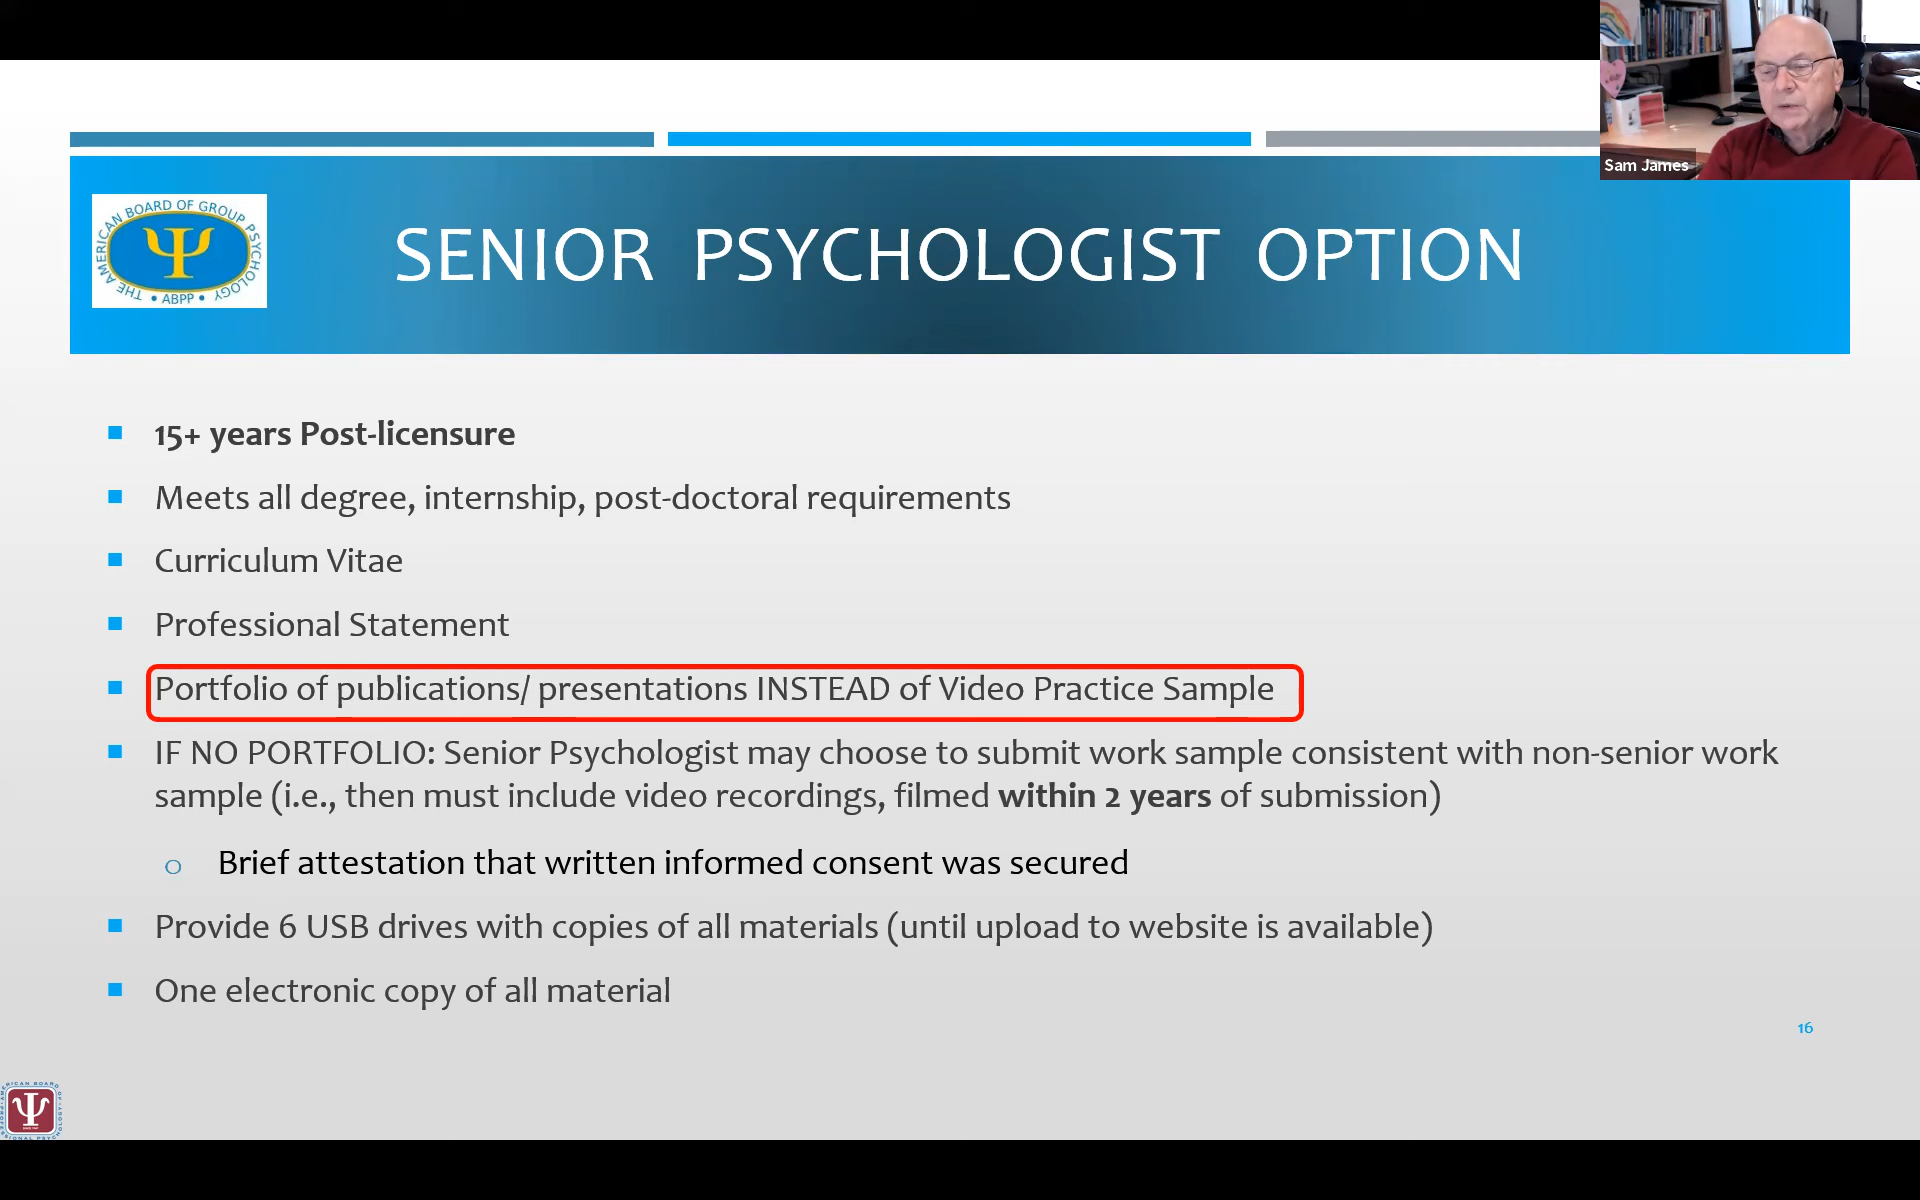 Sam James
THE AMERICAN BOARD OF GROUP PSYCHOLOGY
• ABPP •
SENIOR PSYCHOLOGIST OPTION
15+ years Post-licensure
Meets all degree, internship, post-doctoral requirements
Curriculum Vitae
Professional Statement
Portfolio of publications/ presentations INSTEAD of Video Practice Sample
IF NO PORTFOLIO: Senior Psychologist may choose to submit work sample consistent with non-senior work
sample (i.e., then must include video recordings, filmed within 2 years of submission)
Brief attestation that written informed consent was secured
Provide 6 USB drives with copies of all materials (until upload to website is available)
One electronic copy of all material
16
AMERICAN BOARD OF